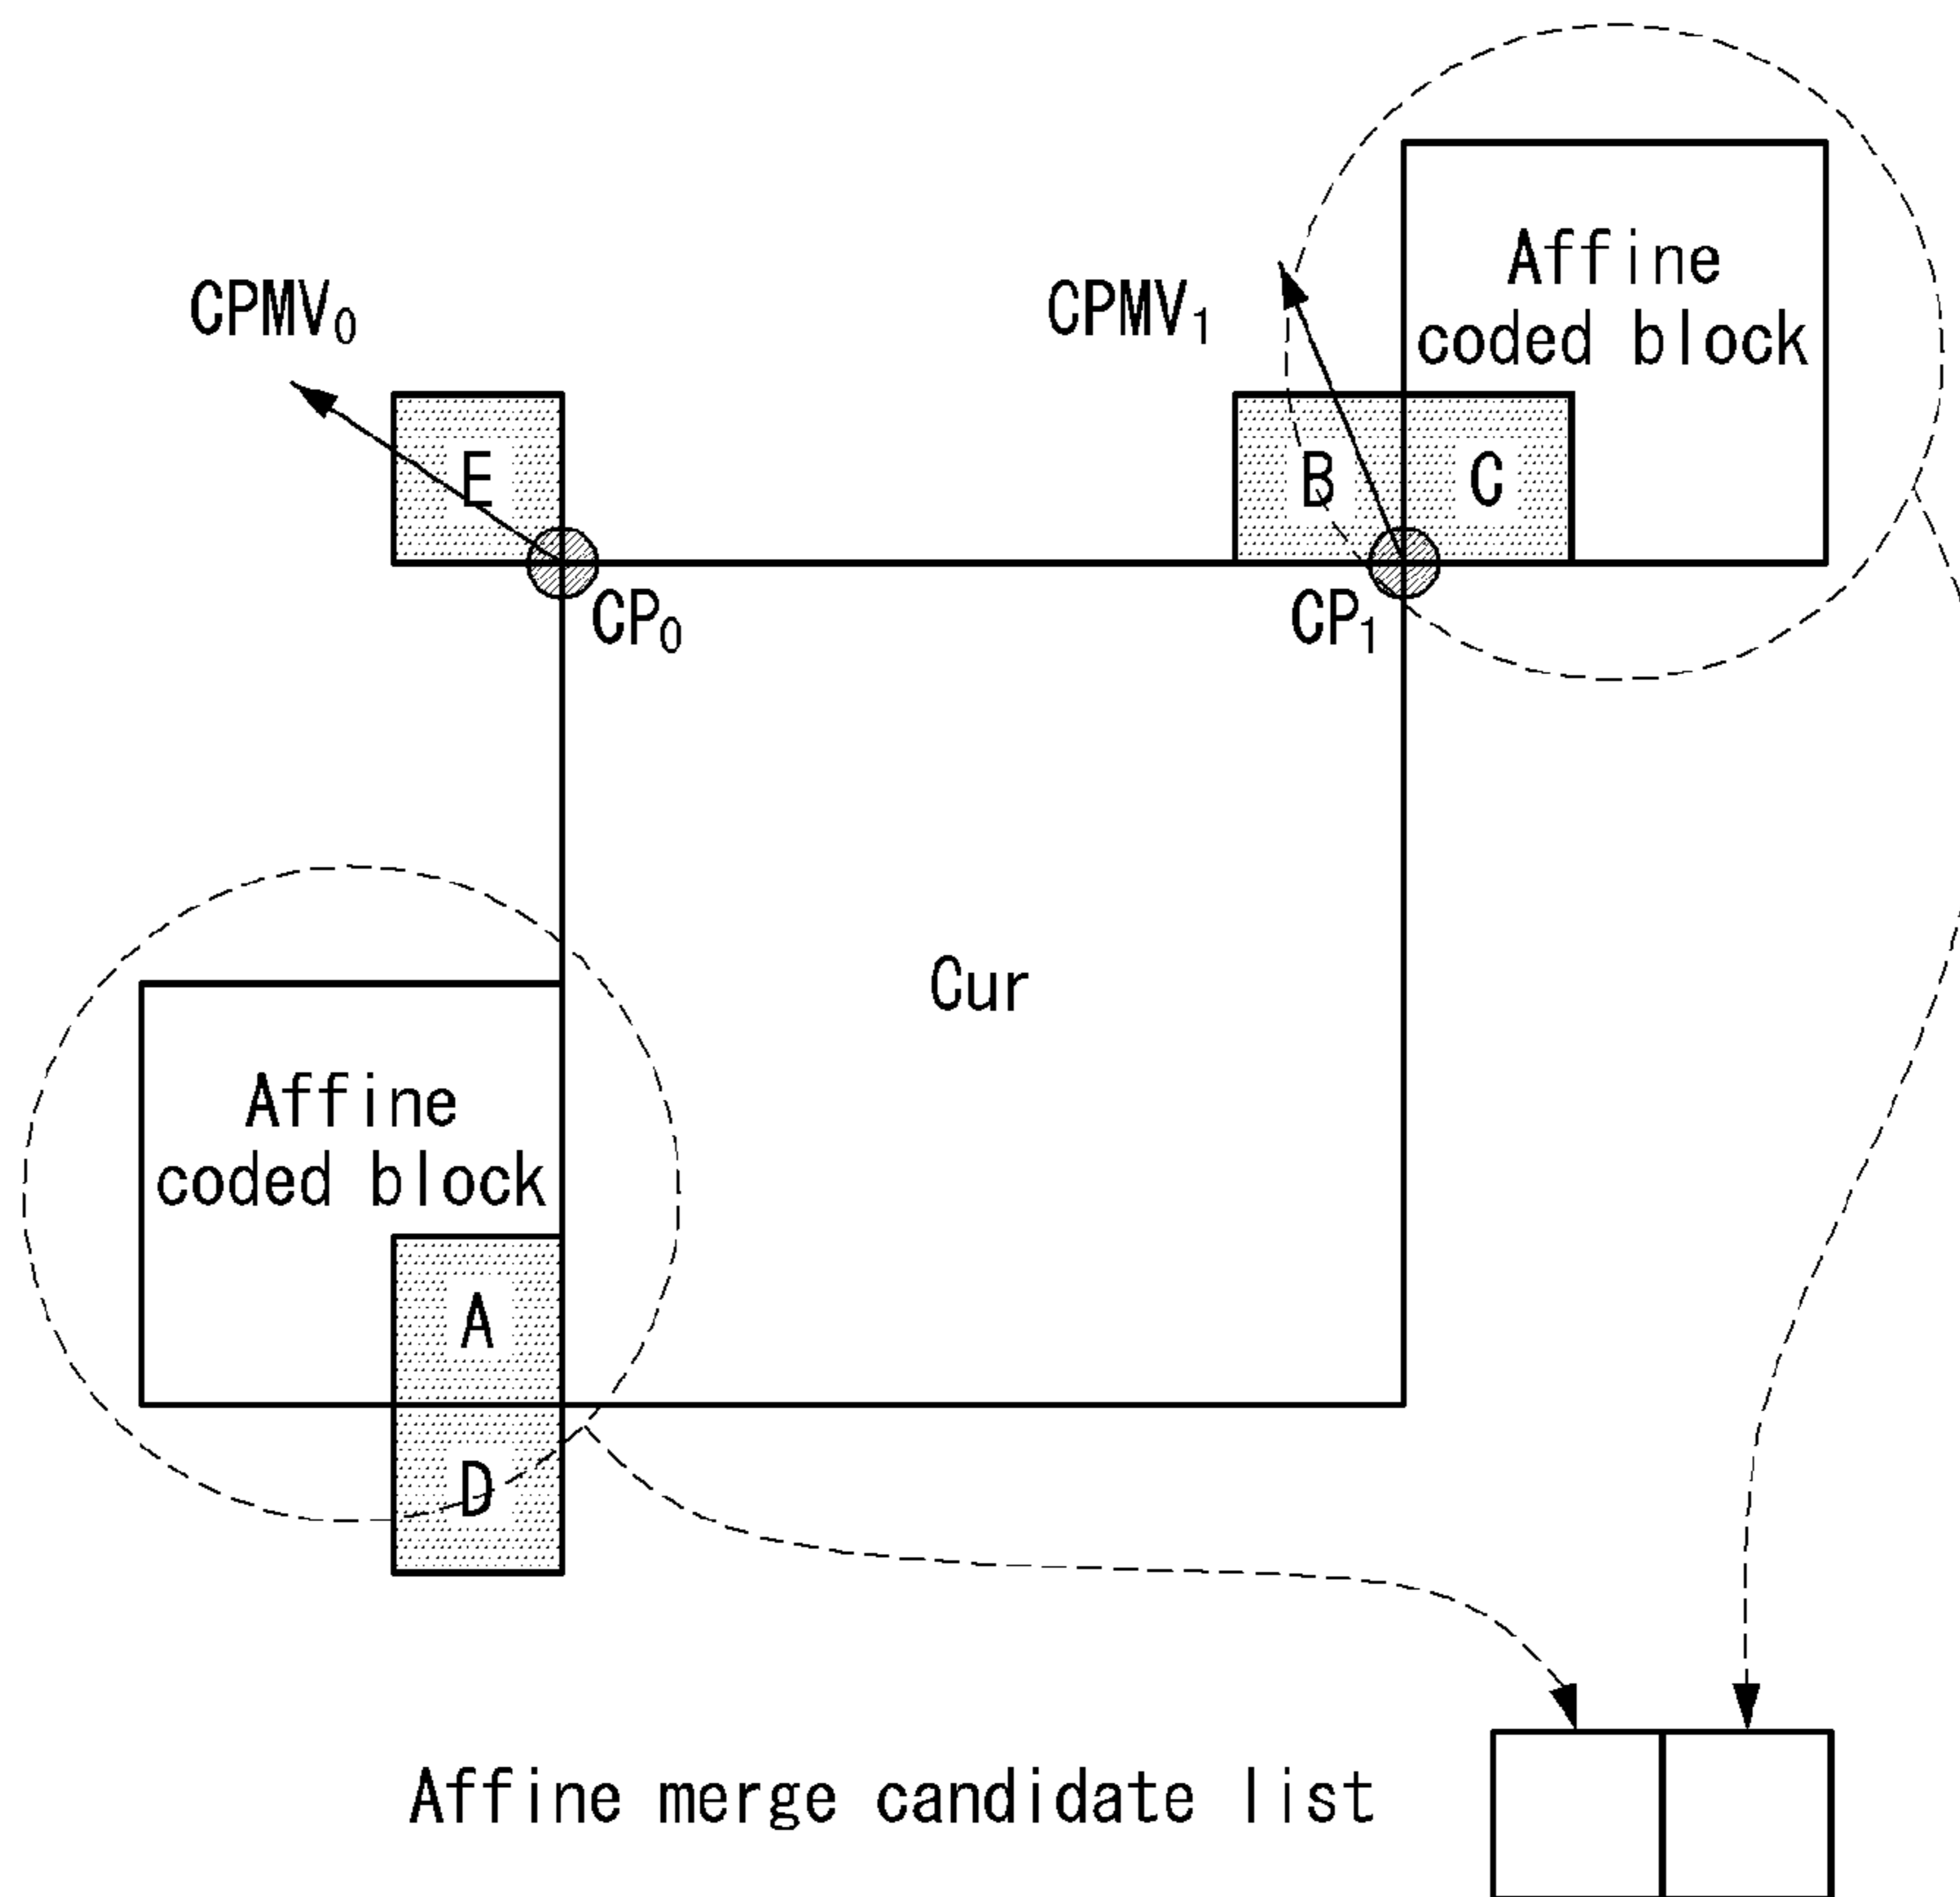 Affine
coded block
CPMV0
CPMV1
E
B
C
CP0
CP1
Cur
Affine
coded block
A
D
Affine merge candidate list